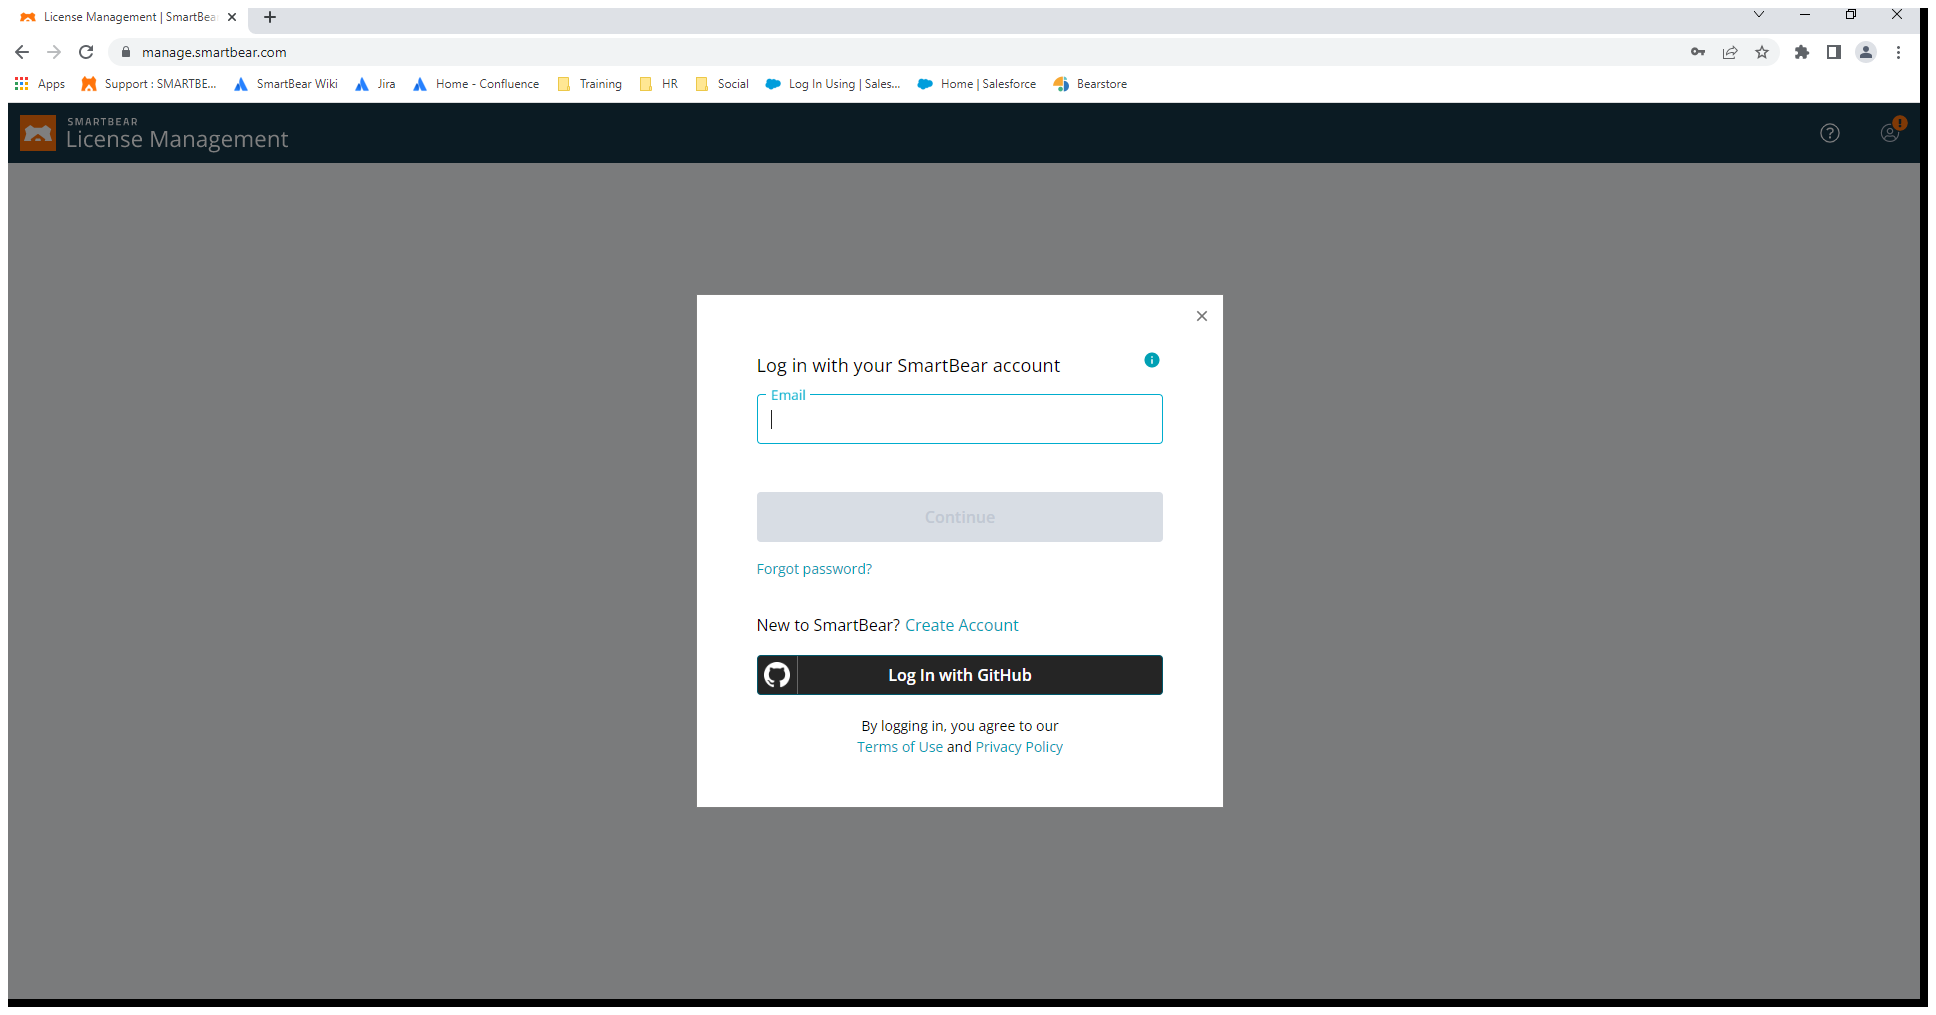 License Management | SmartBea
manage.smartbear.com
Apps Support : SMARTBE... SmartBear Wiki Jira Home - Confluence Training HR Social Log In Using | Sales... Home | Salesforce Bearstore
SMARTBEAR
License Management
Log in with your SmartBear account
Email
Continue
Forgot password?
New to SmartBear? Create Account
Log In with GitHub
By logging in, you agree to our
Terms of Use and Privacy Policy